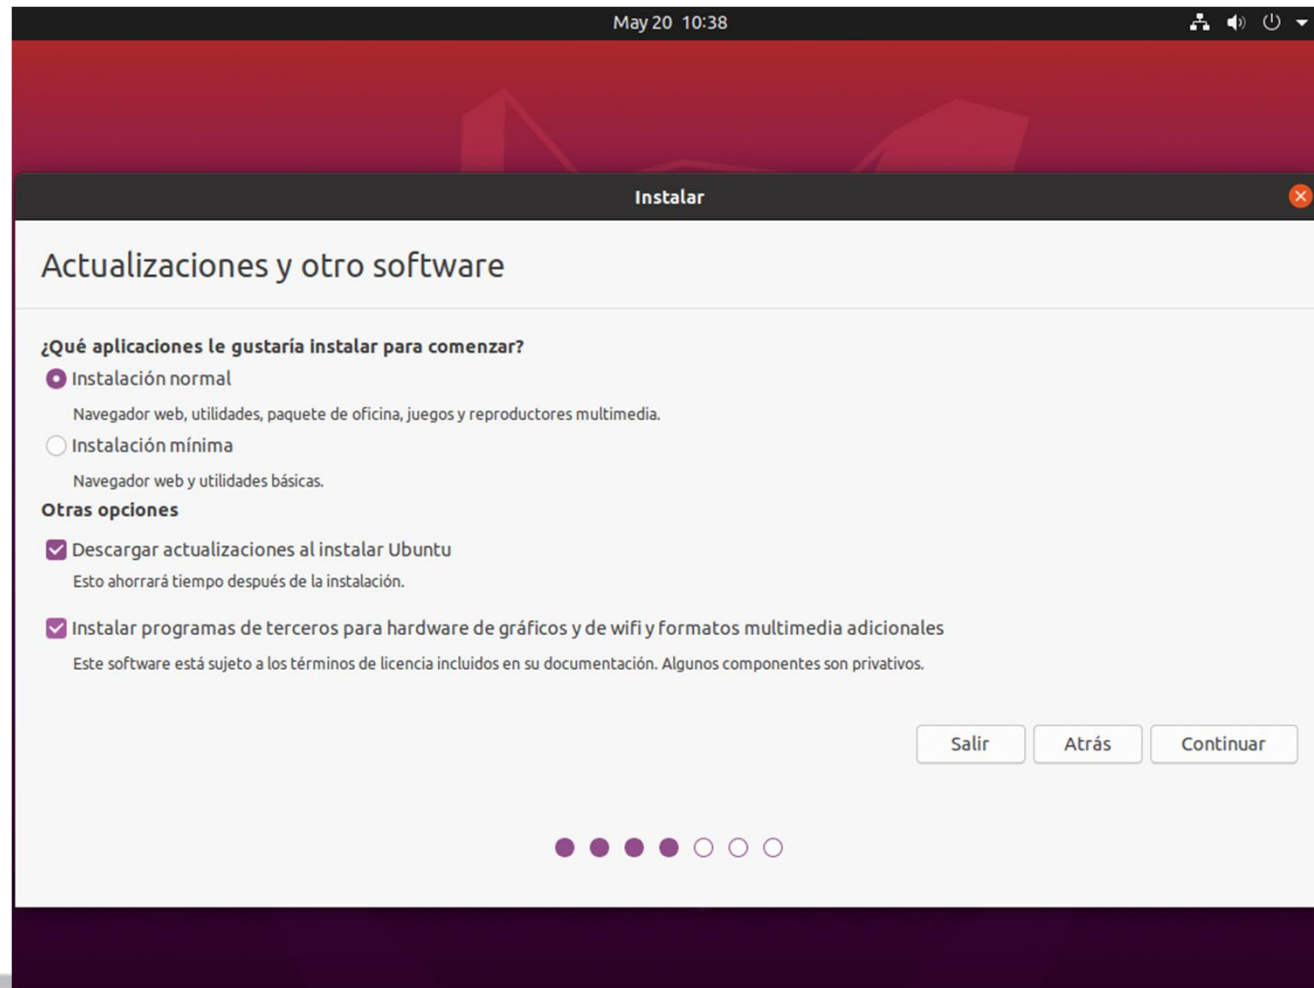 May 20 10:38
Instalar
Actualizaciones y otro software
¿Qué aplicaciones le gustaría instalar para comenzar?
Instalación normal
Navegador web, utilidades, paquete de oficina, juegos y reproductores multimedia.
Instalación mínima
Navegador web y utilidades básicas.
Otras opciones
Descargar actualizaciones al instalar Ubuntu
Esto ahorrará tiempo después de la instalación.
Instalar programas de terceros para hardware de gráficos y de wifi y formatos multimedia adicionales
Este software está sujeto a los términos de licencia incluidos en su documentación. Algunos componentes son privativos.
Salir Atrás Continuar